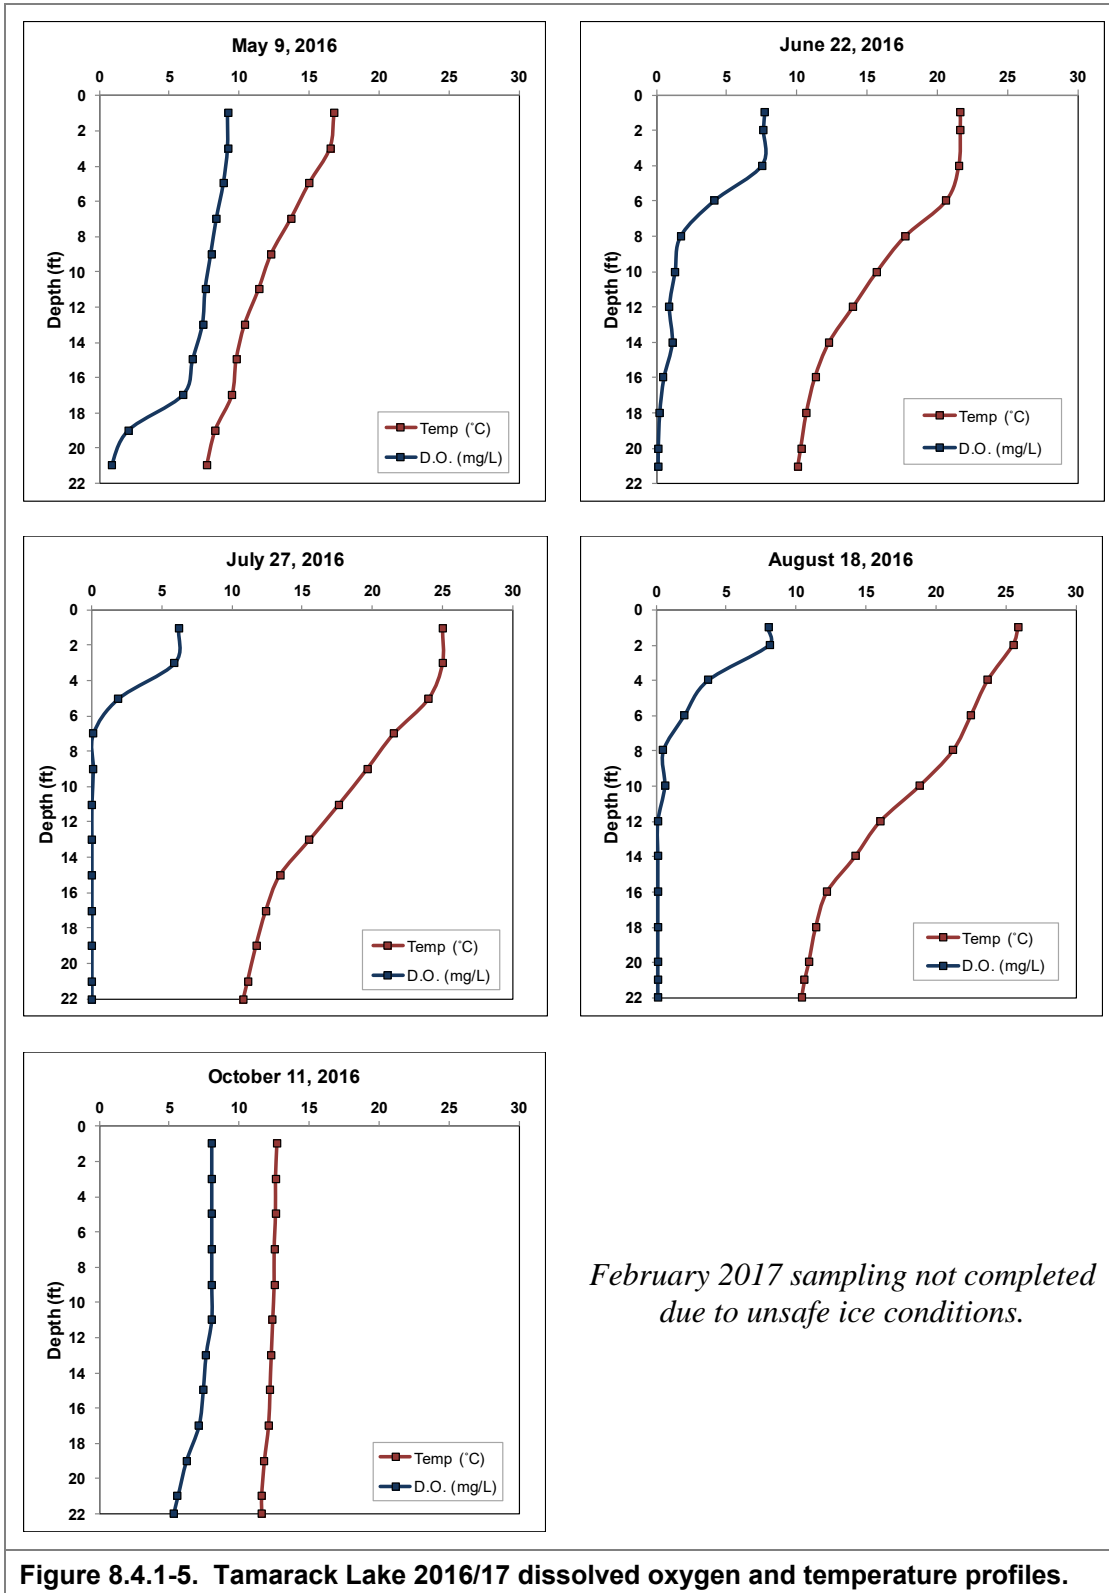 May 9, 2016
0 5 10 15 20 25 30
0
2
4
6
8
10
12
14
16
18
20
22
Depth (ft)
Temp (˚C)
D.O. (mg/L)
June 22, 2016
0 5 10 15 20 25 30
0
2
4
6
8
10
12
14
16
18
20
22
Depth (ft)
Temp (˚C)
D.O. (mg/L)
July 27, 2016
0 5 10 15 20 25 30
0
2
4
6
8
10
12
14
16
18
20
22
Depth (ft)
Temp (˚C)
D.O. (mg/L)
August 18, 2016
0 5 10 15 20 25 30
0
2
4
6
8
10
12
14
16
18
20
22
Depth (ft)
Temp (˚C)
D.O. (mg/L)
October 11, 2016
0 5 10 15 20 25 30
0
2
4
6
8
10
12
14
16
18
20
22
Depth (ft)
Temp (˚C)
D.O. (mg/L)
February 2017 sampling not completed
due to unsafe ice conditions.
Figure 8.4.1-5. Tamarack Lake 2016/17 dissolved oxygen and temperature profiles.